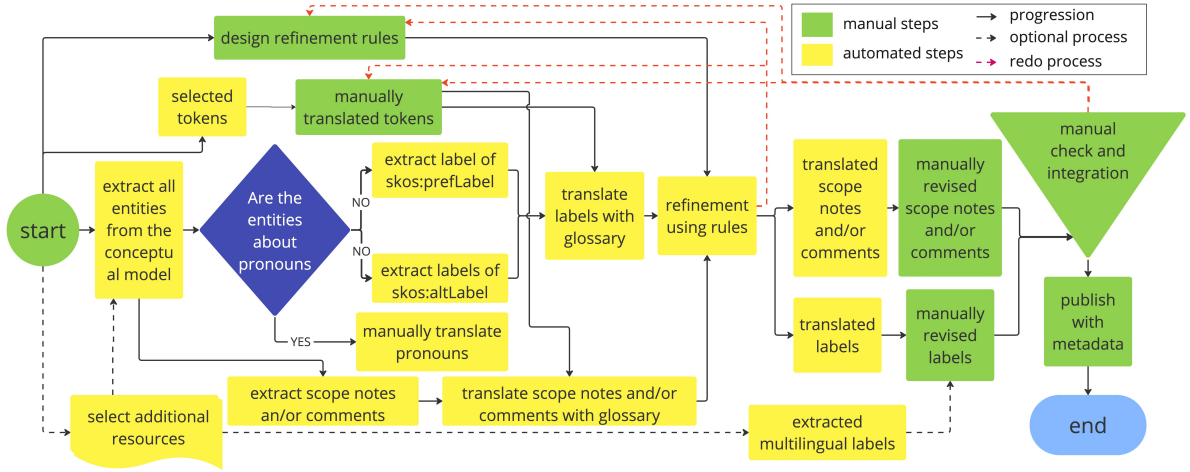 design refinement rules
manual steps
automated steps
progression
optional process
redo process
selected
tokens
manually
translated tokens
manual
check and
integration
start
extract all
entities
from the
conceptu
al model
Are the
entities
about
pronouns
NO
NO
YES
extract label of
skos:prefLabel
extract labels of
skos:altLabel
manually translate
pronouns
translate
labels with
glossary
refinement
using rules
translated
scope
notes
and/or
comments
manually
revised
scope notes
and/or
comments
translated
labels
manually
revised
labels
publish
with
metadata
extract scope notes
an/or comments
translate scope notes and/or
comments with glossary
select additional
resources
extracted
multilingual labels
end